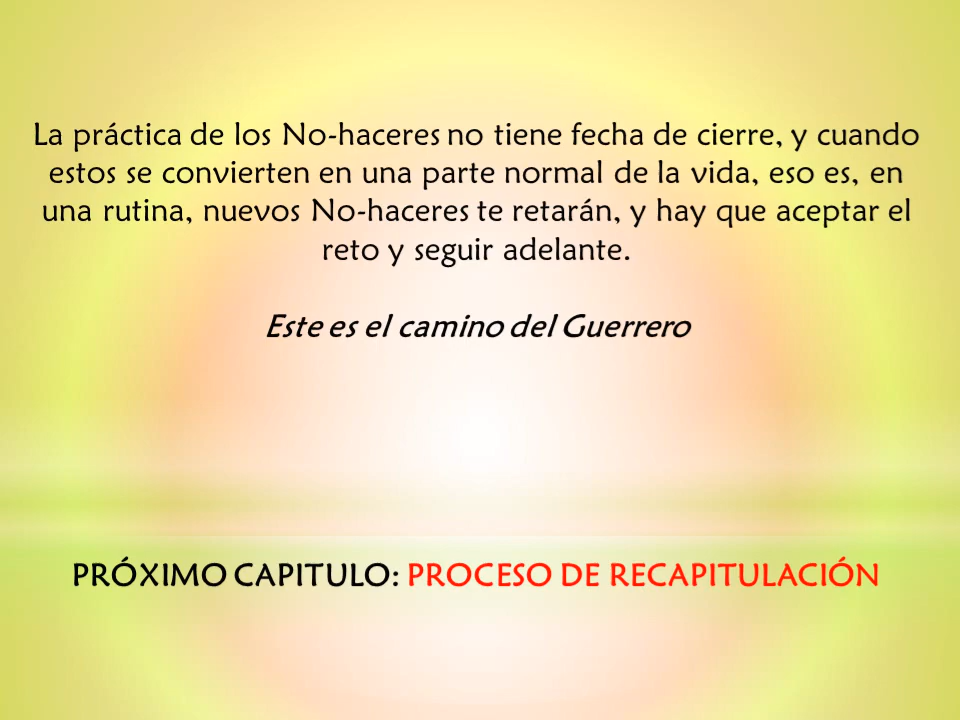 La práctica de los No-haceres no tiene fecha de cierre, y cuando
estos se convierten en una parte normal de la vida, eso es, en
una rutina, nuevos No-haceres te retarán, y hay que aceptar el
reto y seguir adelante.
Este es el camino del Guerrero
PRÓXIMO CAPITULO: PROCESO DE RECAPITULACIÓN